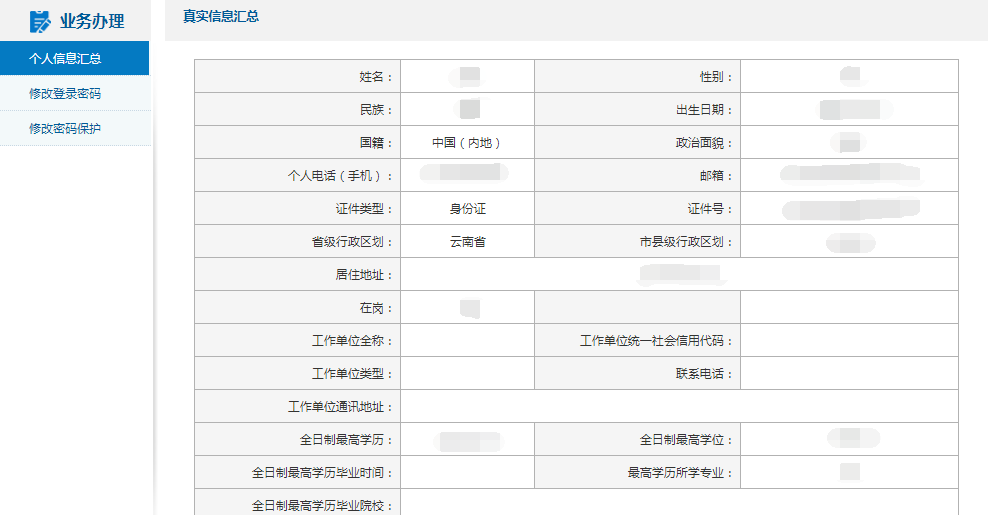 业务办理
个人信息汇总
修改登录密码
修改密码保护
真实信息汇总
姓名： 性别：
民族： 出生日期：
国籍： 中国（内地） 政治面貌：
个人电话（手机）： 邮箱：
证件类型： 身份证 证件号：
省级行政区划： 云南省 市县级行政区划：
居住地址：
在岗：
工作单位全称： 工作单位统一社会信用代码：
工作单位类型： 联系电话：
工作单位通讯地址：
全日制最高学历： 全日制最高学位：
全日制最高学历毕业时间： 最高学历所学专业：
全日制最高学历毕业院校：